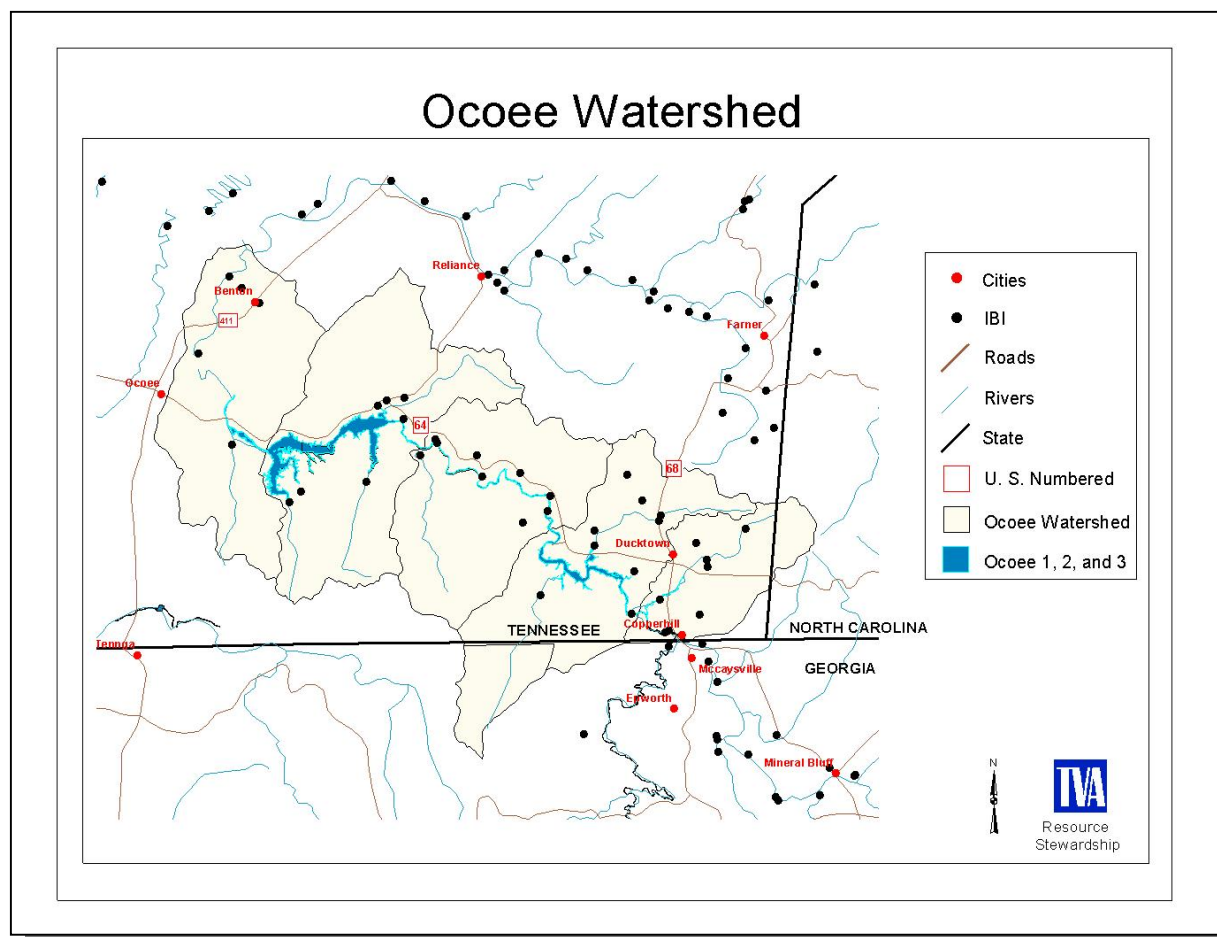 Ocoee Watershed
Reliance
Benton
411
Farner
Ocoee
64
68
Ducktown
Copperhill
TENNESSEE
NORTH CAROLINA
Tennga
GEORGIA
Mccaysville
Epworth
Mineral Bluff
Cities
IBI
Roads
Rivers
State
U. S. Numbered
Ocoee Watershed
Ocoee 1, 2, and 3
N
TVA
Resource
Stewardship